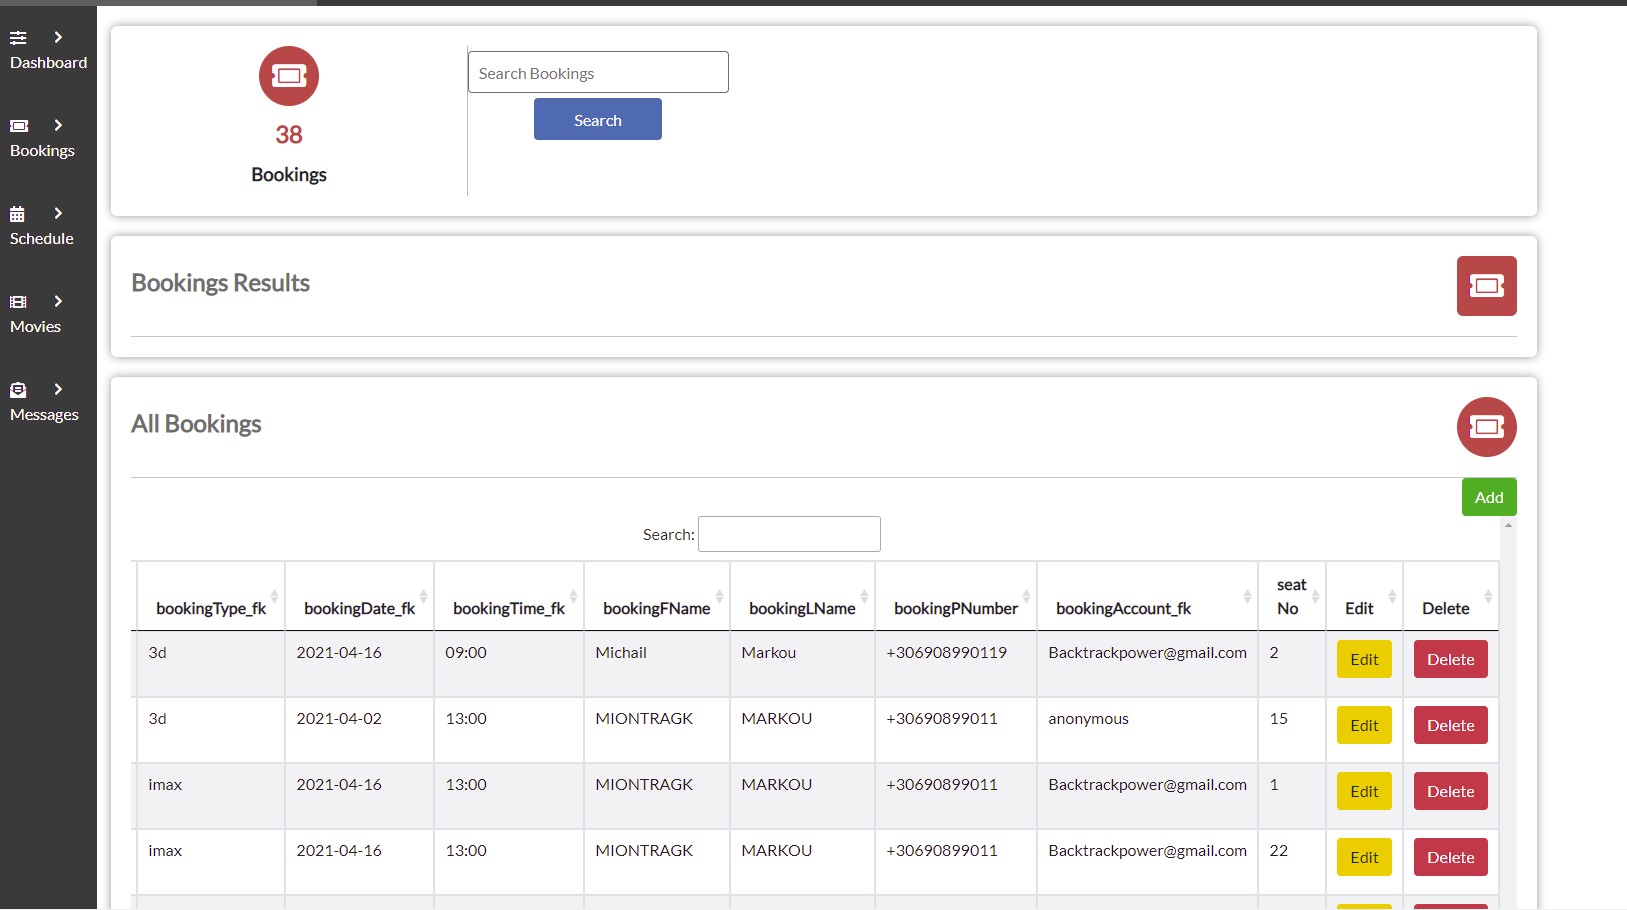 Dashboard
Bookings
Schedule
Movies
Messages
38
Bookings
Search Bookings
Search
Bookings Results
All Bookings
Add
Search:
bookingType_fk bookingDate_fk bookingTime_fk bookingFName bookingLName bookingPNumber bookingAccount_fk seat No Edit Delete
3d 2021-04-16 09:00 Michail Markou +306908990119 Backtrackpower@gmail.com 2 Edit Delete
3d 2021-04-02 13:00 MIONTRAGK MARKOU +30690899011 anonymous 15 Edit Delete
imax 2021-04-16 13:00 MIONTRAGK MARKOU +30690899011 Backtrackpower@gmail.com 1 Edit Delete
imax 2021-04-16 13:00 MIONTRAGK MARKOU +30690899011 Backtrackpower@gmail.com 22 Edit Delete